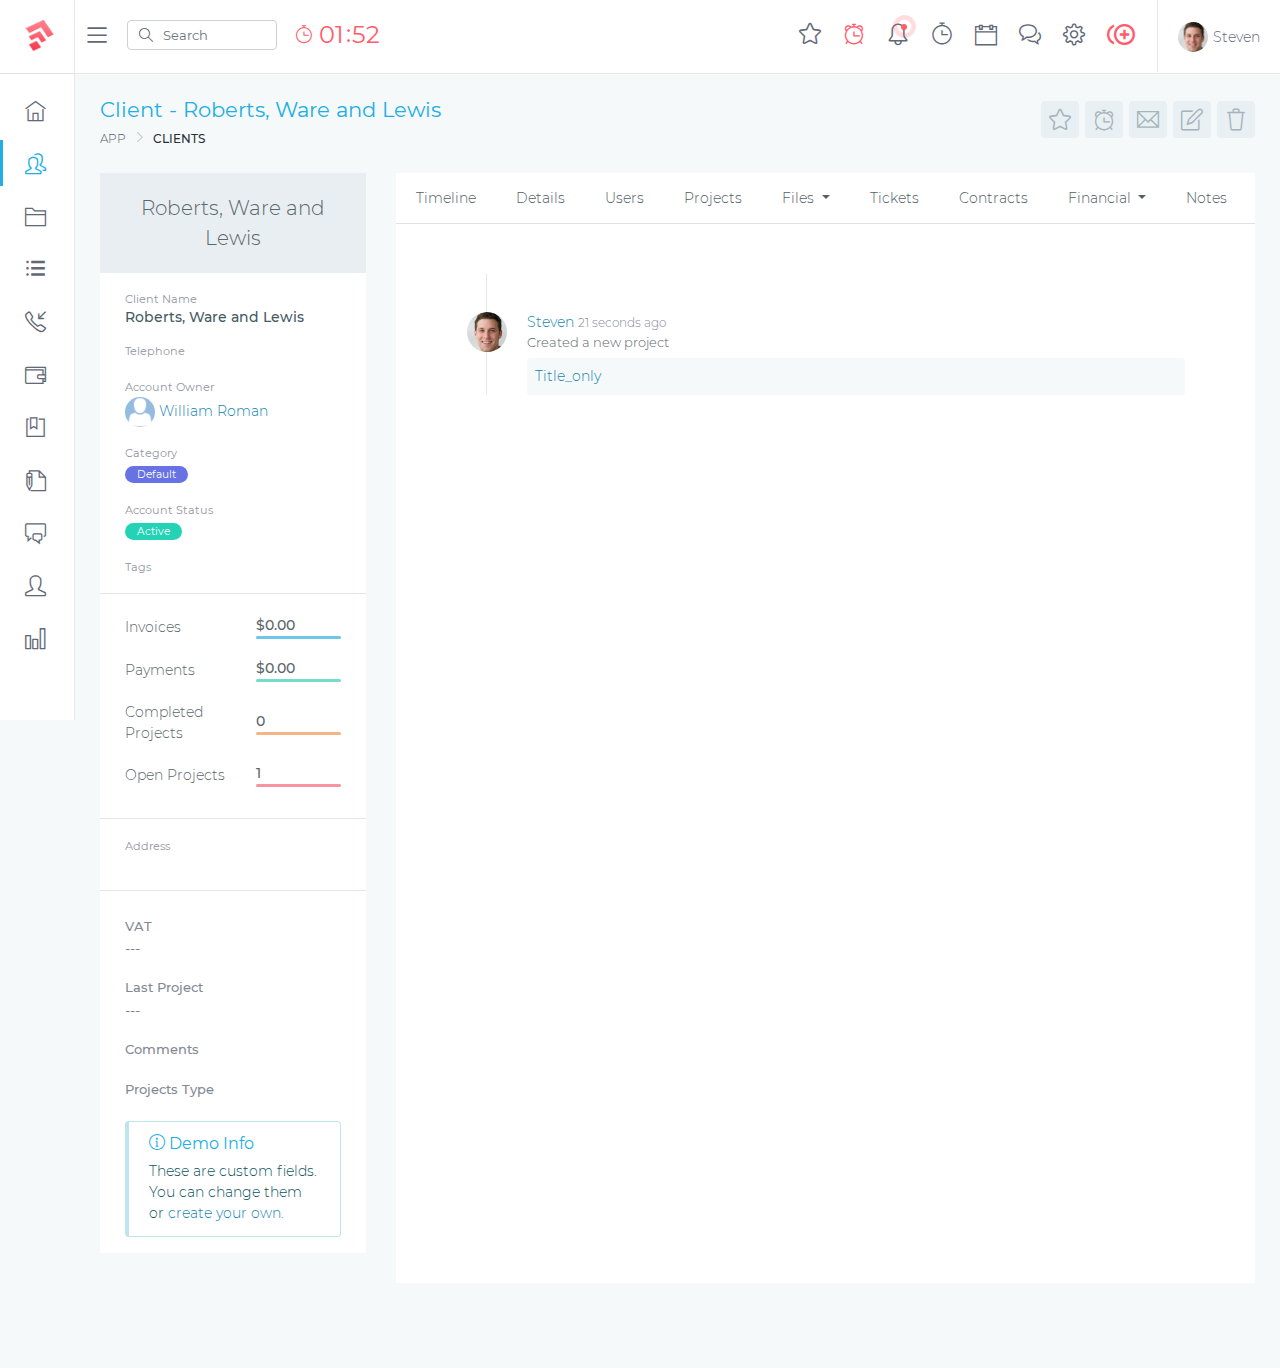 Search
01:52
Steven
Client - Roberts, Ware and Lewis
APP
CLIENTS
Roberts, Ware and
Lewis
Client Name
Roberts, Ware and Lewis
Telephone
Account Owner
William Roman
Category
Default
Account Status
Active
Tags
Invoices
$0.00
Payments
$0.00
Completed
Projects
0
Open Projects
1
Address
VAT
---
Last Project
---
Comments
Projects Type
Demo Info
These are custom fields.
You can change them
or create your own.
Timeline
Details
Users
Projects
Files
Tickets
Contracts
Financial
Notes
Steven 21 seconds ago
Created a new project
Title_only